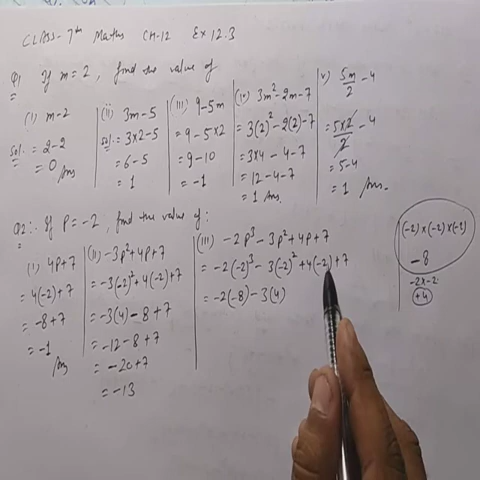 CLASS- 7th Maths CH-12 Ex 12.3
Q1 If m=2, find the value of
(i) m-2
Sol. = 2-2
= 0 Ans
(ii) 3m-5
Sol. = 3×2-5
= 6-5
= 1
(iii) 9-5m
= 9-5×2
= 9-10
= -1
(iv) 3m²-2m-7
= 3(2)²-2(2)-7
= 3×4-4-7
= 12-4-7
= 1 Ans.
v) 5m/2 - 4
= 5×2/2 - 4
= 5-4
= 1 Ans.
Q2:- If P=-2, find the value of:
(i) 4P+7
= 4(-2)+7
= -8+7
= -1
Ans
(ii) -3p²+4p+7
= -3(-2)²+4(-2)+7
= -3(4)-8+7
= -12-8+7
= -20+7
= -13
(iii) -2p³-3p²+4p+7
= -2(-2)³-3(-2)²+4(-2)+7
= -2(-8)-3(4)
(-2)×(-2)×(-2)
-8
-2×-2
+4